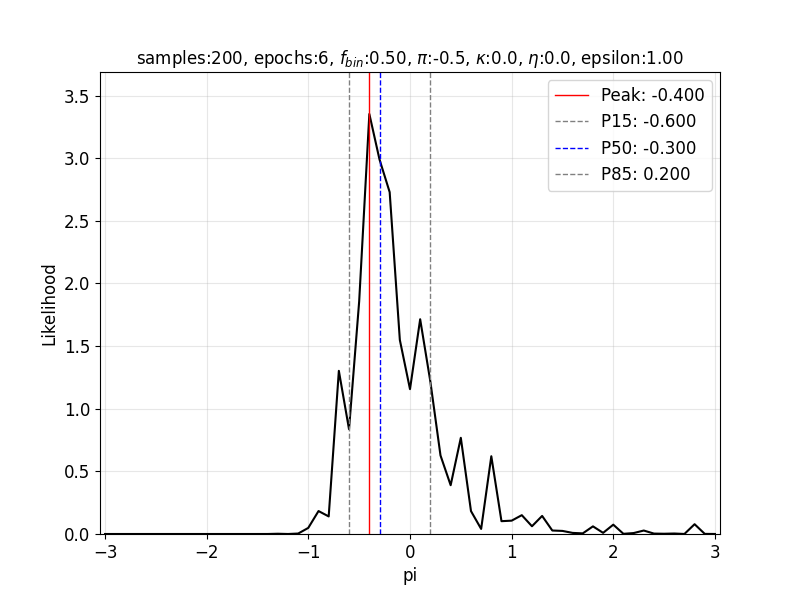 samples:200, epochs:6, f_bin:0.50, π:-0.5, κ:0.0, η:0.0, epsilon:1.00
Peak: -0.400
P15: -0.600
P50: -0.300
P85: 0.200
3.5
3.0
2.5
2.0
1.5
1.0
0.5
0.0
Likelihood
−3
−2
−1
0
1
2
3
pi